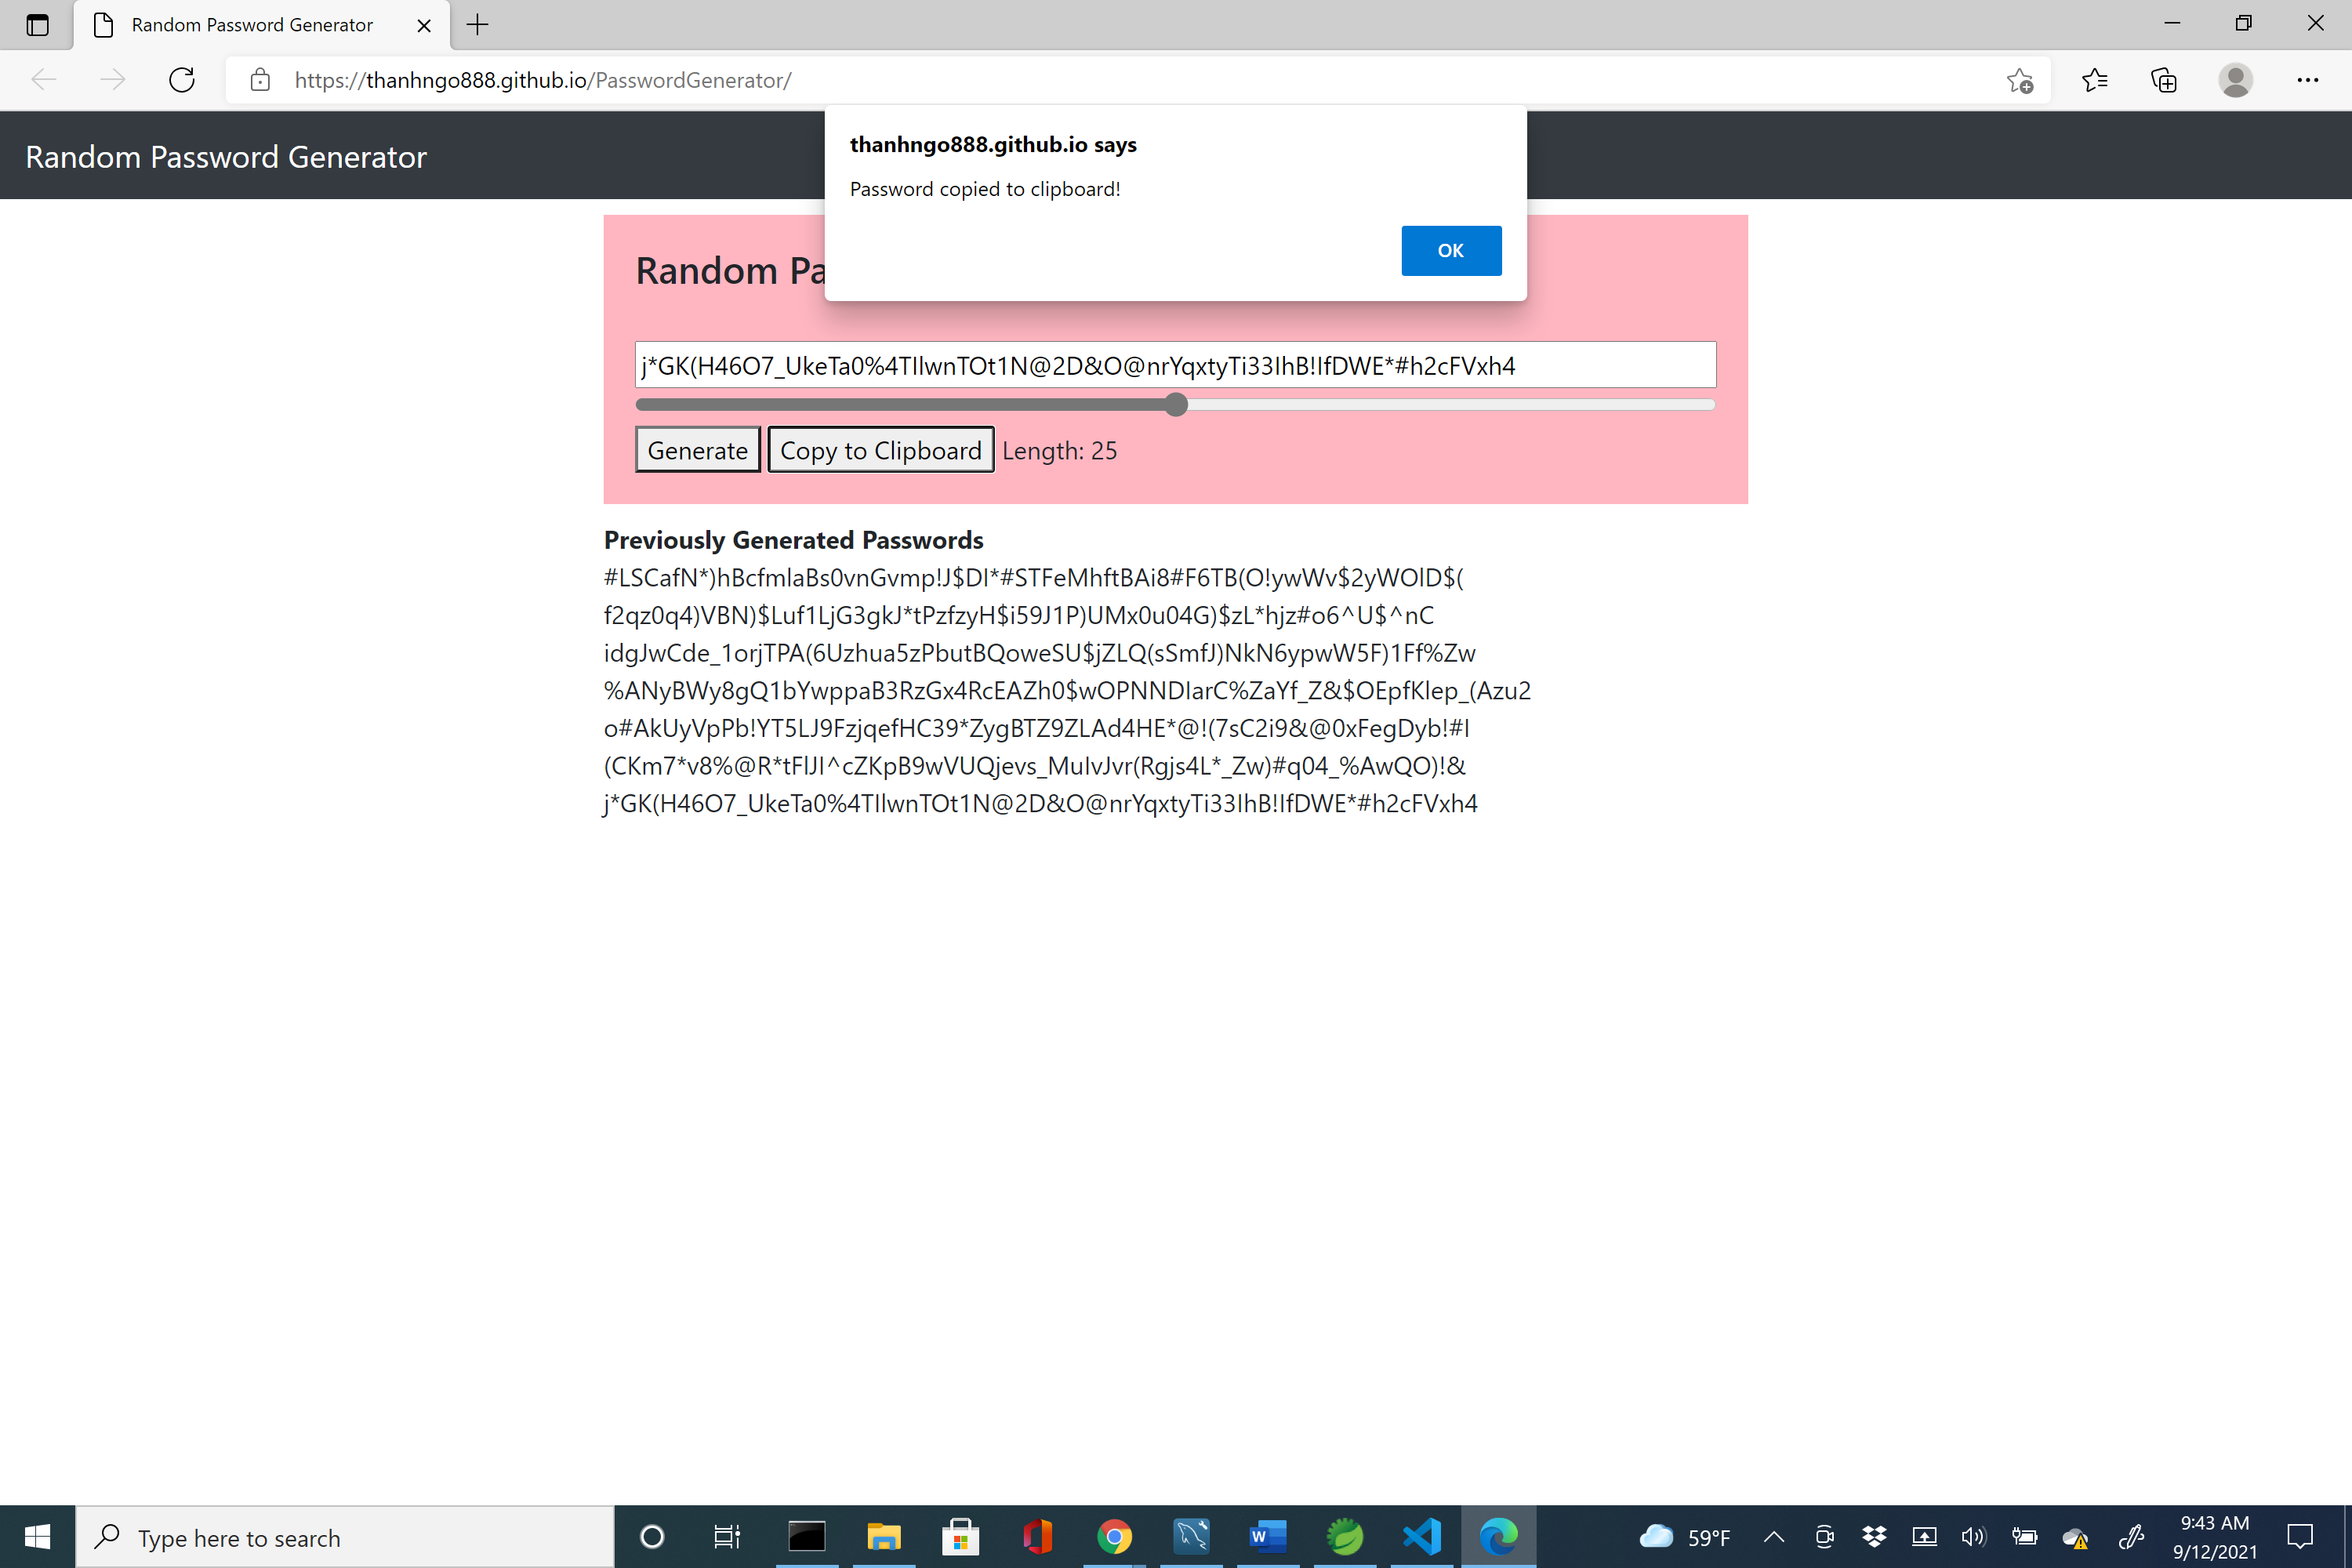 Random Password Generator
https://thanhngo888.github.io/PasswordGenerator/
Random Password Generator
thanhngo888.github.io says
Password copied to clipboard!
OK
Random Pa
j*GK(H46O7_UkeTa0%4TIlwnTOt1N@2D&O@nrYqxtyTi33IhB!IfDWE*#h2cFVxh4
Generate Copy to Clipboard Length: 25
Previously Generated Passwords
#LSCafN*)hBcfmlaBs0vnGvmp!J$DI*#STFeMhftBAi8#F6TB(O!ywWv$2yWOlD$(
f2qz0q4)VBN)$Luf1LjG3gkJ*tPzfzyH$i59J1P)UMx0u04G)$zL*hjz#o6^U$^nC
idgJwCde_1orjTPA(6Uzhua5zPbutBQoweSU$jZLQ(sSmfJ)NkN6ypwW5F)1Ff%Zw
%ANyBWy8gQ1bYwppaB3RzGx4RcEAZh0$wOPNNDIarC%ZaYf_Z&$OEpfKlep_(Azu2
o#AkUyVpPb!YT5LJ9FzjqefHC39*ZygBTZ9ZLAd4HE*@!(7sC2i9&@0xFegDyb!#I
(CKm7*v8%@R*tFlJI^cZKpB9wVUQjevs_MuIvJvr(Rgjs4L*_Zw)#q04_%AwQO)!&
j*GK(H46O7_UkeTa0%4TIlwnTOt1N@2D&O@nrYqxtyTi33IhB!IfDWE*#h2cFVxh4
Type here to search
59°F
9:43 AM
9/12/2021